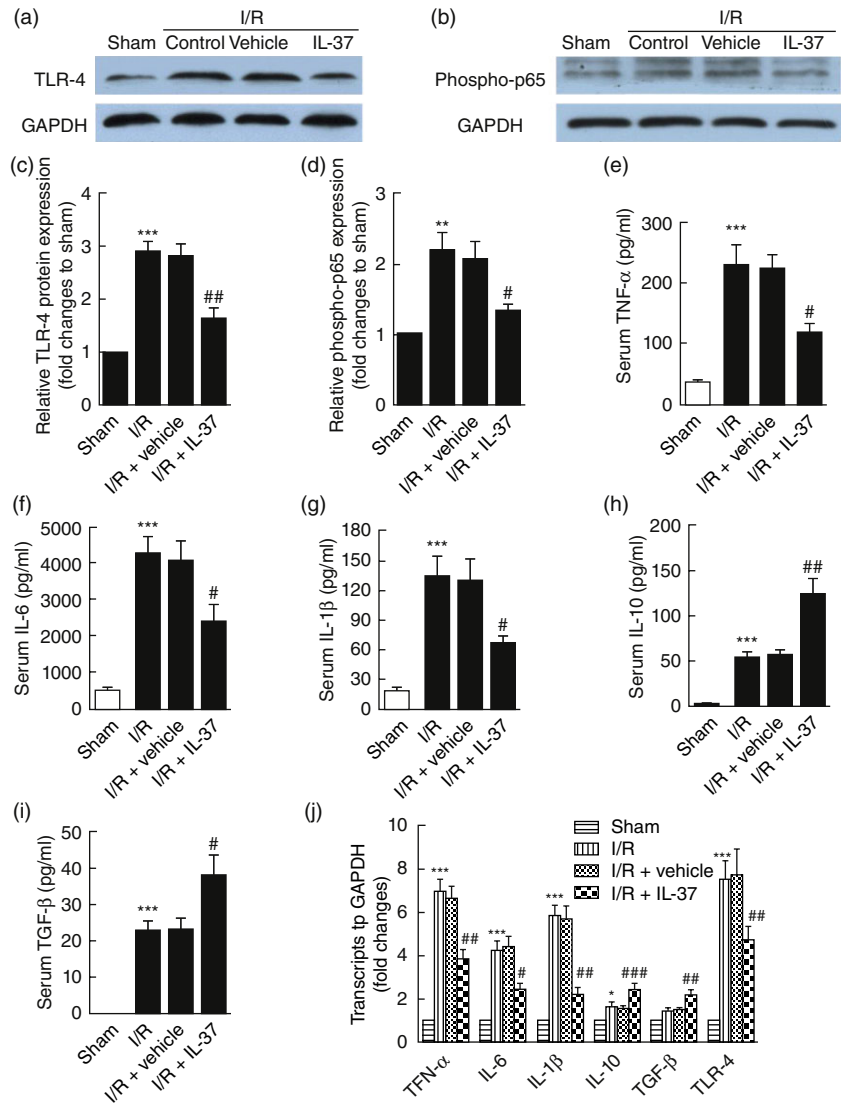 (a)
I/R
Sham Control Vehicle IL-37
TLR-4
GAPDH
(b)
I/R
Sham Control Vehicle IL-37
Phospho-p65
GAPDH
(c)
Relative TLR-4 protein expression
(fold changes to sham)
4
3
2
1
0
***
##
Sham
I/R
I/R + vehicle
I/R + IL-37
(d)
Relative phospho-p65 expression
(fold changes to sham)
3
2
1
0
**
#
Sham
I/R
I/R + vehicle
I/R + IL-37
(e)
Serum TNF-α (pg/ml)
300
200
100
0
***
#
Sham
I/R
I/R + vehicle
I/R + IL-37
(f)
Serum IL-6 (pg/ml)
5000
4000
3000
2000
1000
0
***
#
Sham
I/R
I/R + vehicle
I/R + IL-37
(g)
Serum IL-1β (pg/ml)
180
150
120
90
60
30
0
***
#
Sham
I/R
I/R + vehicle
I/R + IL-37
(h)
Serum IL-10 (pg/ml)
200
150
100
50
0
***
##
Sham
I/R
I/R + vehicle
I/R + IL-37
(i)
Serum TGF-β (pg/ml)
50
40
30
20
10
0
***
#
Sham
I/R
I/R + vehicle
I/R + IL-37
(j)
Transcripts tp GAPDH
(fold changes)
10
8
6
4
2
0
Sham
I/R
I/R + vehicle
I/R + IL-37
***
##
***
#
***
##
*
###
##
***
##
TFN-α
IL-6
IL-1β
IL-10
TGF-β
TLR-4